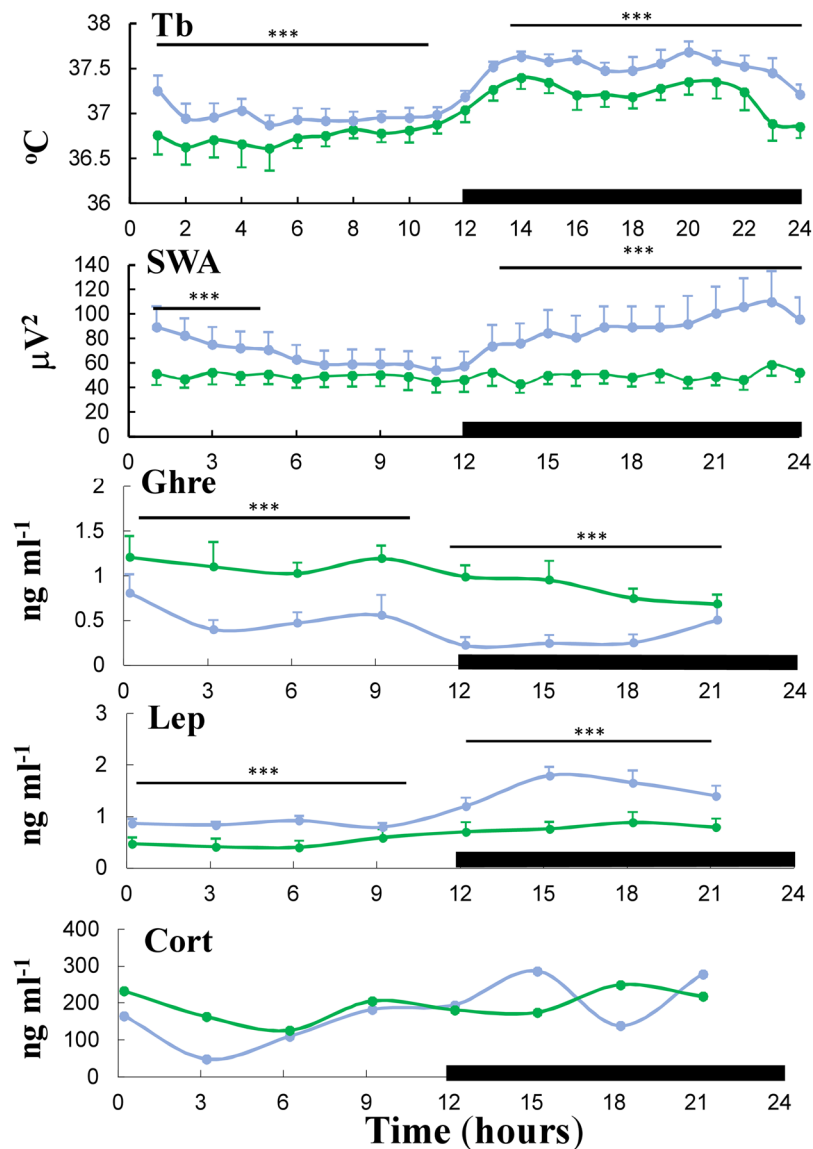 Tb
***
***
38
37.5
37
36.5
36
ºC
0 2 4 6 8 10 12 14 16 18 20 22 24
SWA
***
***
140
120
100
80
60
40
20
0
µV²
0 3 6 9 12 15 18 21 24
Ghre
***
***
2
1.5
1
0.5
0
ng ml⁻¹
0 3 6 9 12 15 18 21 24
Lep
***
***
3
2
1
0
ng ml⁻¹
0 3 6 9 12 15 18 21 24
Cort
400
300
200
100
0
ng ml⁻¹
0 3 6 9 12 15 18 21 24
Time (hours)